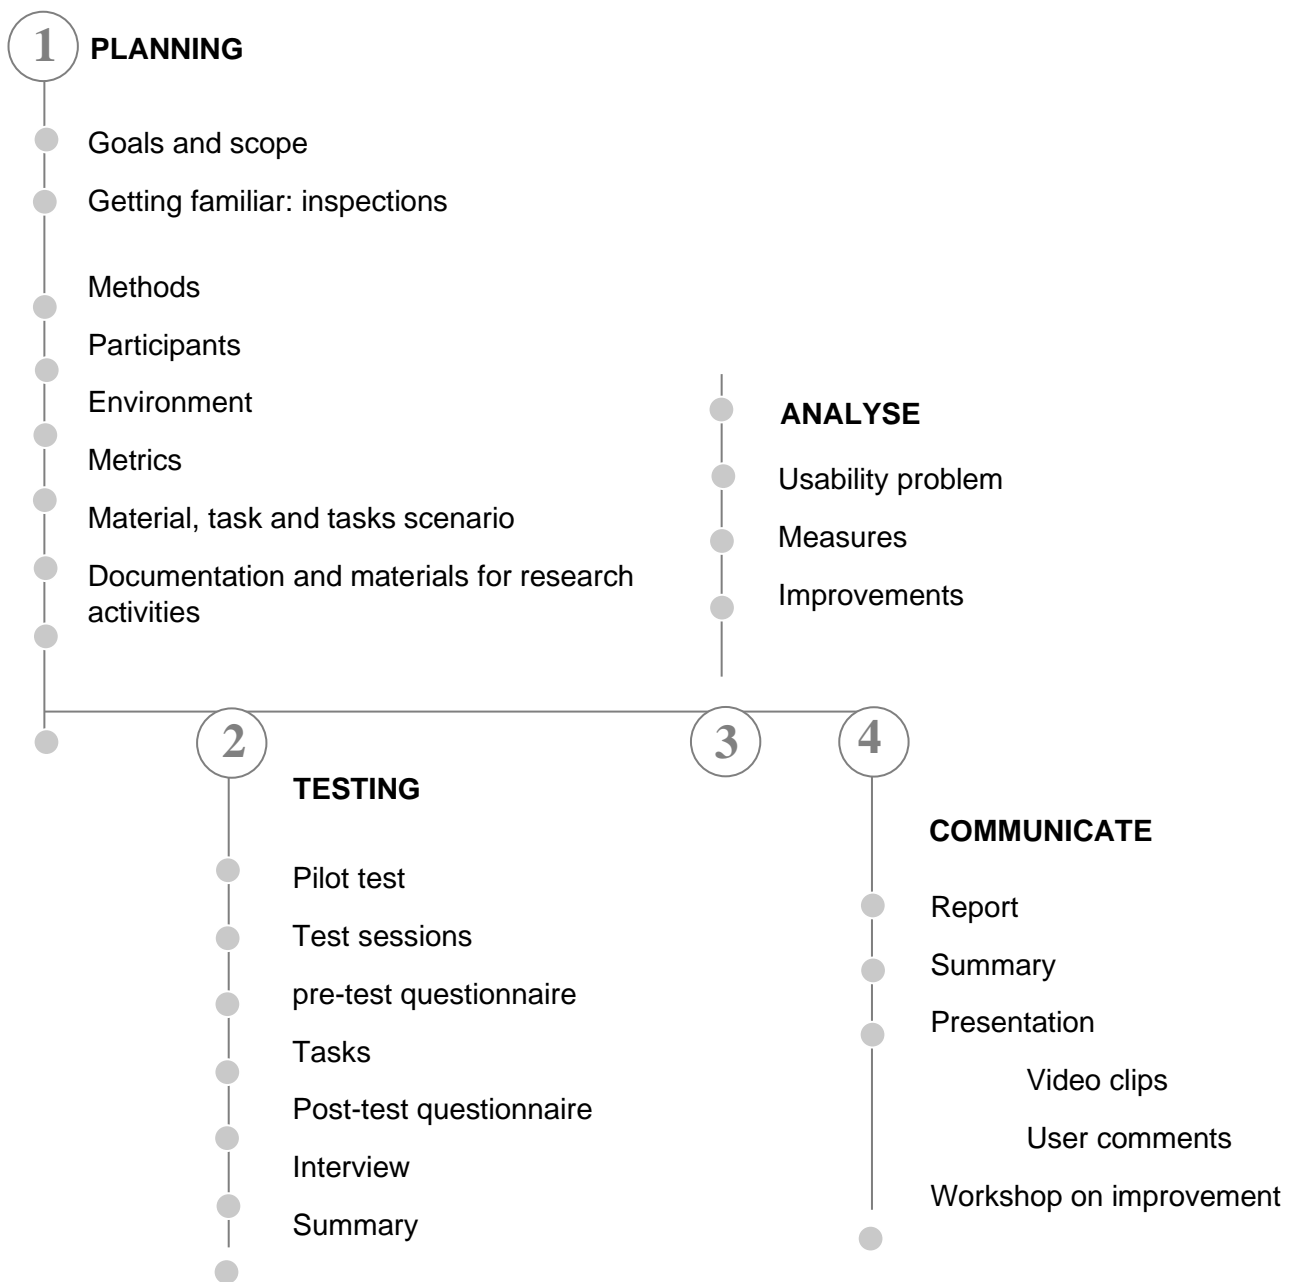 1 PLANNING
Goals and scope
Getting familiar: inspections
Methods
Participants
Environment
Metrics
Material, task and tasks scenario
Documentation and materials for research
activities
2
TESTING
Pilot test
Test sessions
pre-test questionnaire
Tasks
Post-test questionnaire
Interview
Summary
3
ANALYSE
Usability problem
Measures
Improvements
4
COMMUNICATE
Report
Summary
Presentation
Video clips
User comments
Workshop on improvement